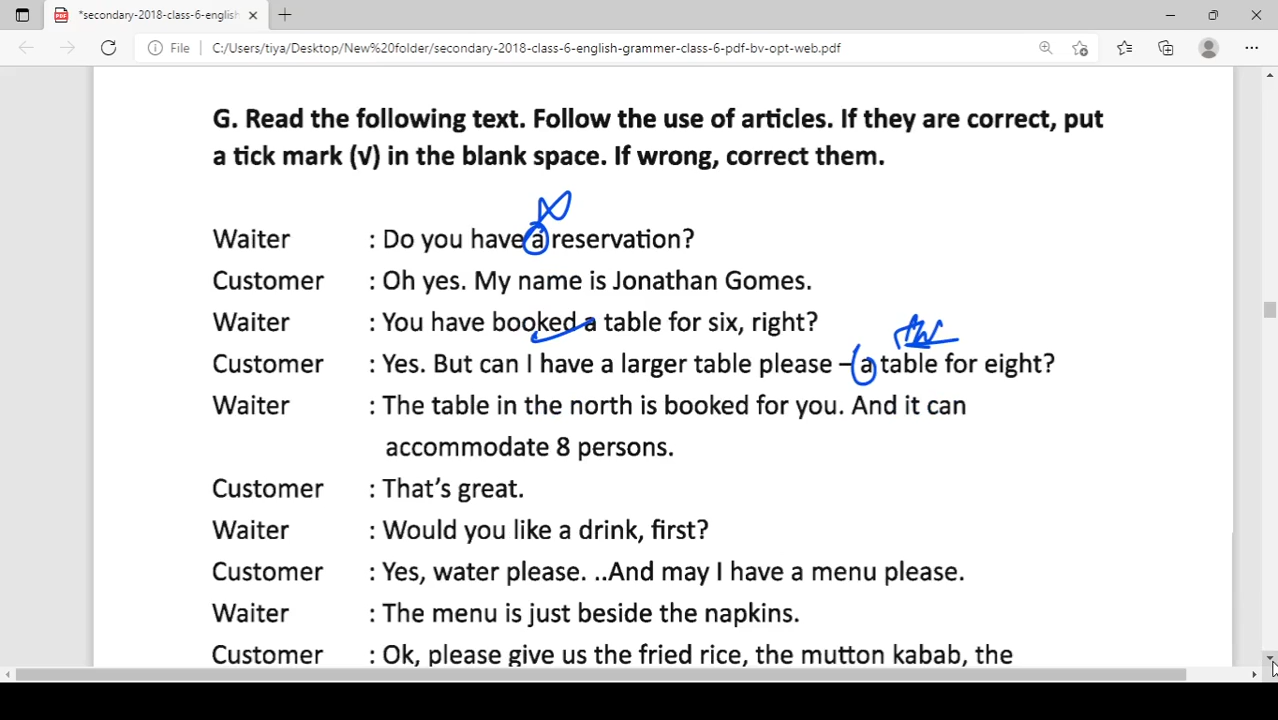 *secondary-2018-class-6-english
File C:/Users/tiya/Desktop/New%20folder/secondary-2018-class-6-english-grammer-class-6-pdf-bv-opt-web.pdf
G. Read the following text. Follow the use of articles. If they are correct, put
a tick mark (√) in the blank space. If wrong, correct them.
Waiter : Do you have a reservation?
Customer : Oh yes. My name is Jonathan Gomes.
Waiter : You have booked a table for six, right?
Customer : Yes. But can I have a larger table please – a table for eight?
Waiter : The table in the north is booked for you. And it can
accommodate 8 persons.
Customer : That's great.
Waiter : Would you like a drink, first?
Customer : Yes, water please. ..And may I have a menu please.
Waiter : The menu is just beside the napkins.
Customer : Ok, please give us the fried rice, the mutton kabab, the